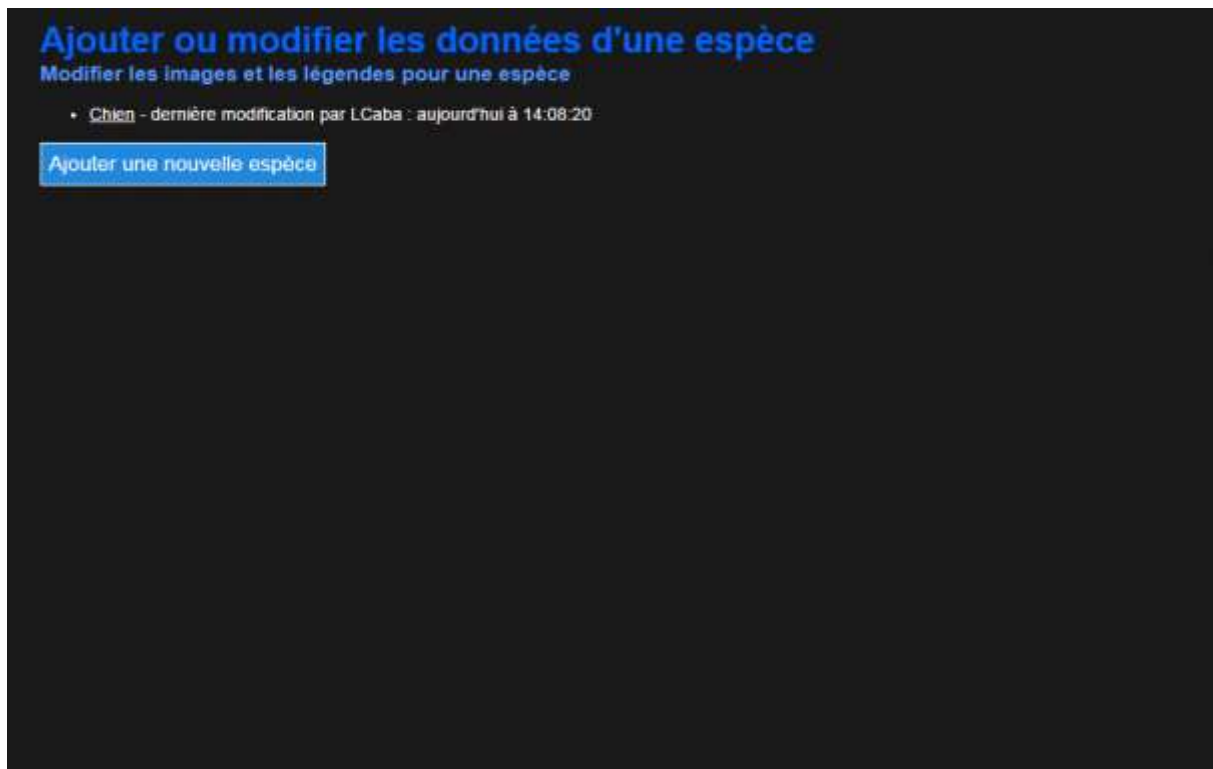 Ajouter ou modifier les données d'une espèce
Modifier les images et les légendes pour une espèce
• Chien - dernière modification par LCaba : aujourd'hui à 14:08:20
Ajouter une nouvelle espèce